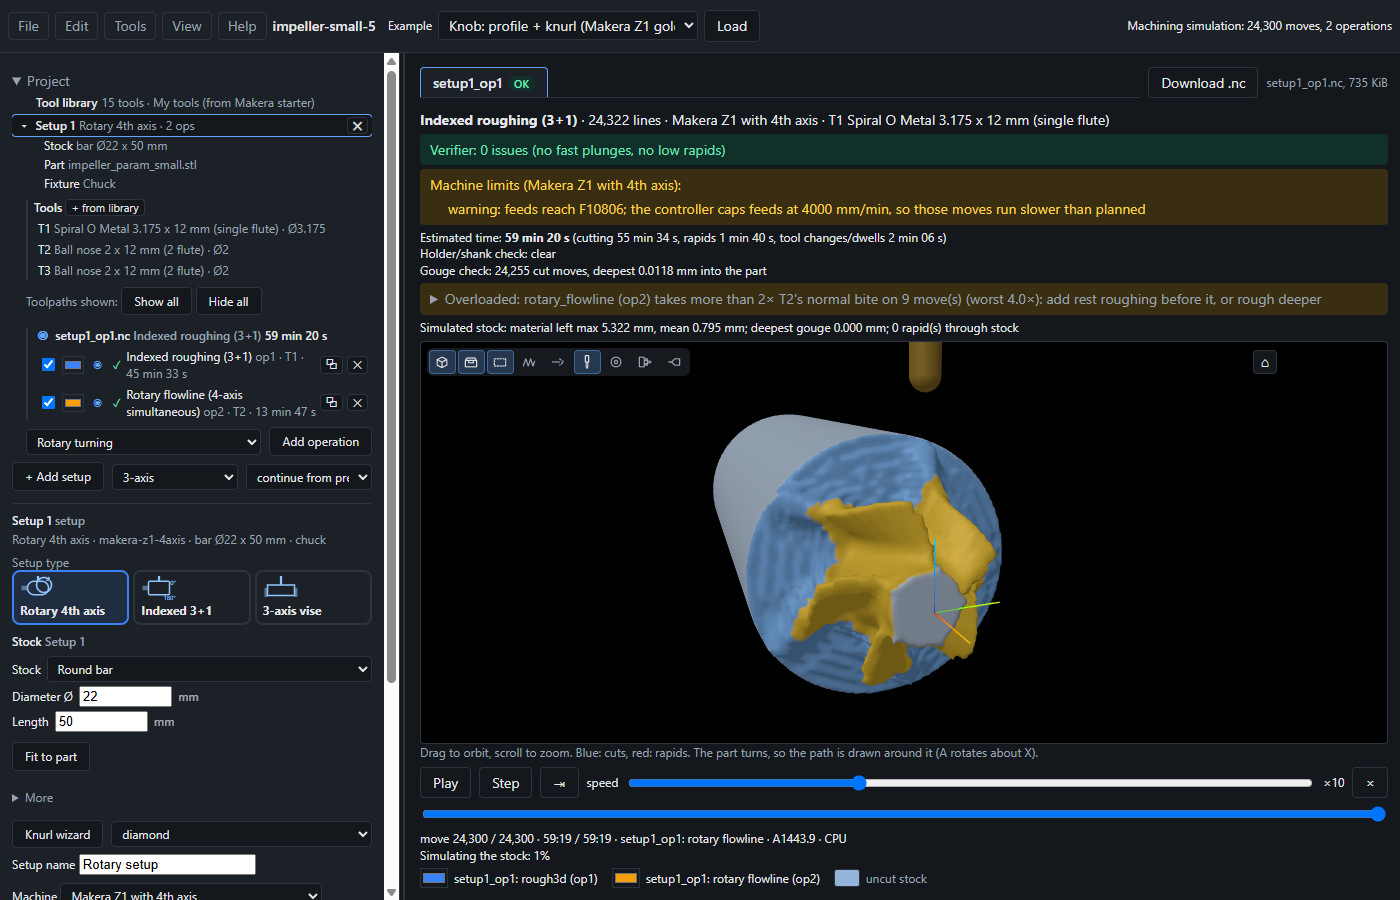 File Edit Tools View Help impeller-small-5 Example Knob: profile + knurl (Makera Z1 gol Load Machining simulation: 24,300 moves, 2 operations
Project
Tool library 15 tools · My tools (from Makera starter)
Setup 1 Rotary 4th axis · 2 ops
Stock bar Ø22 x 50 mm
Part impeller_param_small.stl
Fixture Chuck
Tools + from library
T1 Spiral O Metal 3.175 x 12 mm (single flute) · Ø3.175
T2 Ball nose 2 x 12 mm (2 flute) · Ø2
T3 Ball nose 2 x 12 mm (2 flute) · Ø2
Toolpaths shown: Show all Hide all
setup1_op1.nc Indexed roughing (3+1) 59 min 20 s
Indexed roughing (3+1) op1 · T1 ·
45 min 33 s
Rotary flowline (4-axis
simultaneous) op2 · T2 · 13 min 47 s
Rotary turning Add operation
+ Add setup 3-axis continue from pre
Setup 1 setup
Rotary 4th axis · makera-z1-4axis · bar Ø22 x 50 mm · chuck
Setup type
Rotary 4th axis Indexed 3+1 3-axis vise
Stock Setup 1
Stock Round bar
Diameter Ø 22 mm
Length 50 mm
Fit to part
More
Knurl wizard diamond
Setup name Rotary setup
Machine Makera Z1 with 4th axis
setup1_op1 OK Download .nc setup1_op1.nc, 735 KiB
Indexed roughing (3+1) · 24,322 lines · Makera Z1 with 4th axis · T1 Spiral O Metal 3.175 x 12 mm (single flute)
Verifier: 0 issues (no fast plunges, no low rapids)
Machine limits (Makera Z1 with 4th axis):
warning: feeds reach F10806; the controller caps feeds at 4000 mm/min, so those moves run slower than planned
Estimated time: 59 min 20 s (cutting 55 min 34 s, rapids 1 min 40 s, tool changes/dwells 2 min 06 s)
Holder/shank check: clear
Gouge check: 24,255 cut moves, deepest 0.0118 mm into the part
Overloaded: rotary_flowline (op2) takes more than 2× T2's normal bite on 9 move(s) (worst 4.0×): add rest roughing before it, or rough deeper
Simulated stock: material left max 5.322 mm, mean 0.795 mm; deepest gouge 0.000 mm; 0 rapid(s) through stock
Drag to orbit, scroll to zoom. Blue: cuts, red: rapids. The part turns, so the path is drawn around it (A rotates about X).
Play Step speed ×10
move 24,300 / 24,300 · 59:19 / 59:19 · setup1_op1: rotary flowline · A1443.9 · CPU
Simulating the stock: 1%
setup1_op1: rough3d (op1) setup1_op1: rotary flowline (op2) uncut stock